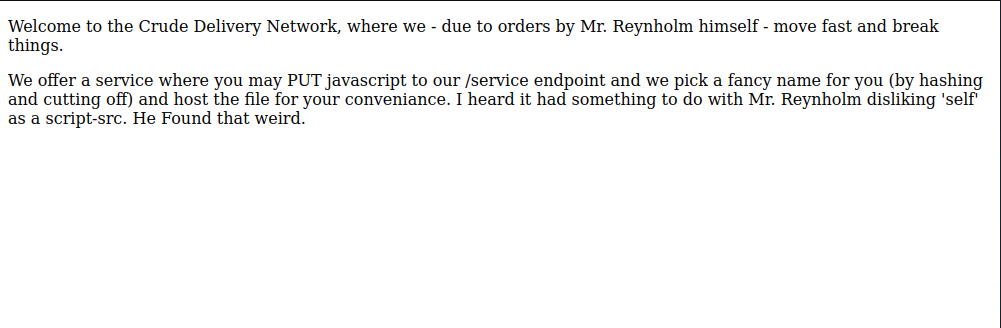 Welcome to the Crude Delivery Network, where we - due to orders by Mr. Reynholm himself - move fast and break
things.
We offer a service where you may PUT javascript to our /service endpoint and we pick a fancy name for you (by hashing
and cutting off) and host the file for your conveniance. I heard it had something to do with Mr. Reynholm disliking 'self'
as a script-src. He Found that weird.